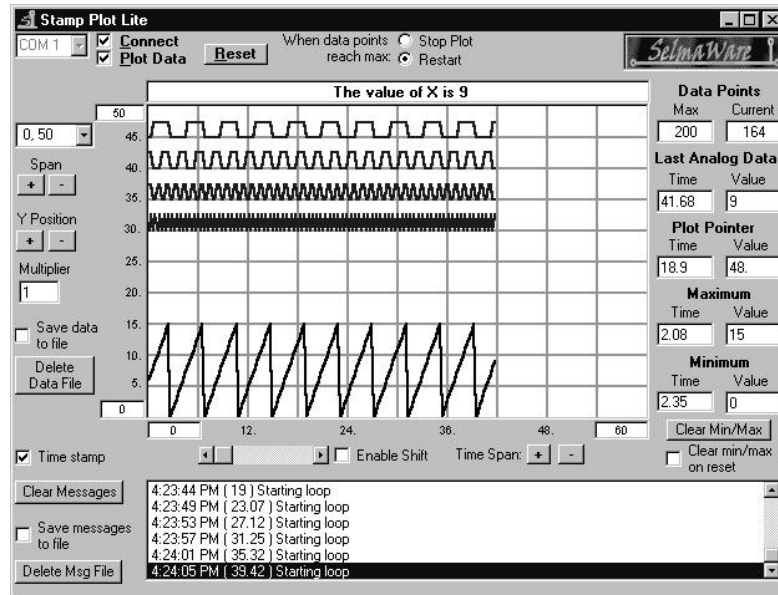 Stamp Plot Lite
COM 1
Connect
Plot Data
Reset
When data points
reach max:
Stop Plot
Restart
SelmaWare
The value of X is 9
50
0, 50
Span
+ -
Y Position
+ -
Multiplier
1
Save data
to file
Delete
Data File
45.
40.
35.
30.
25.
20.
15.
10.
5.
0
0 12. 24. 36. 48. 60
Data Points
Max Current
200 164
Last Analog Data
Time Value
41.68 9
Plot Pointer
Time Value
18.9 48.
Maximum
Time Value
2.08 15
Minimum
Time Value
2.35 0
Clear Min/Max
Clear min/max
on reset
Time stamp
Enable Shift
Time Span: + -
Clear Messages
Save messages
to file
Delete Msg File
4:23:44 PM ( 19 ) Starting loop
4:23:49 PM ( 23.07 ) Starting loop
4:23:53 PM ( 27.12 ) Starting loop
4:23:57 PM ( 31.25 ) Starting loop
4:24:01 PM ( 35.32 ) Starting loop
4:24:05 PM ( 39.42 ) Starting loop